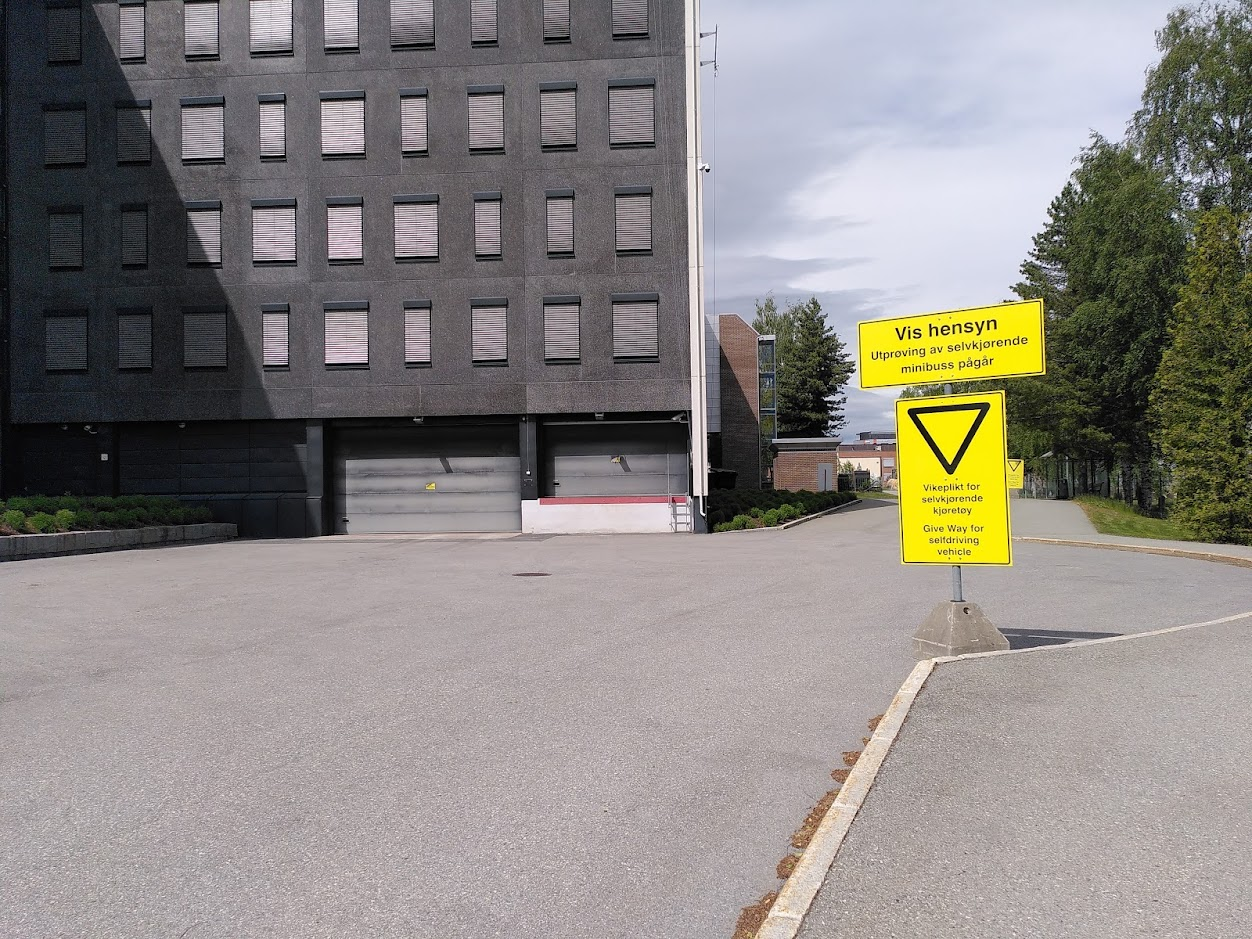 Vis hensyn
Utprøving av selvkjørende
minibuss pågår
Vikeplikt for
selvkjørende
kjøretøy
Give Way for
selfdriving
vehicle